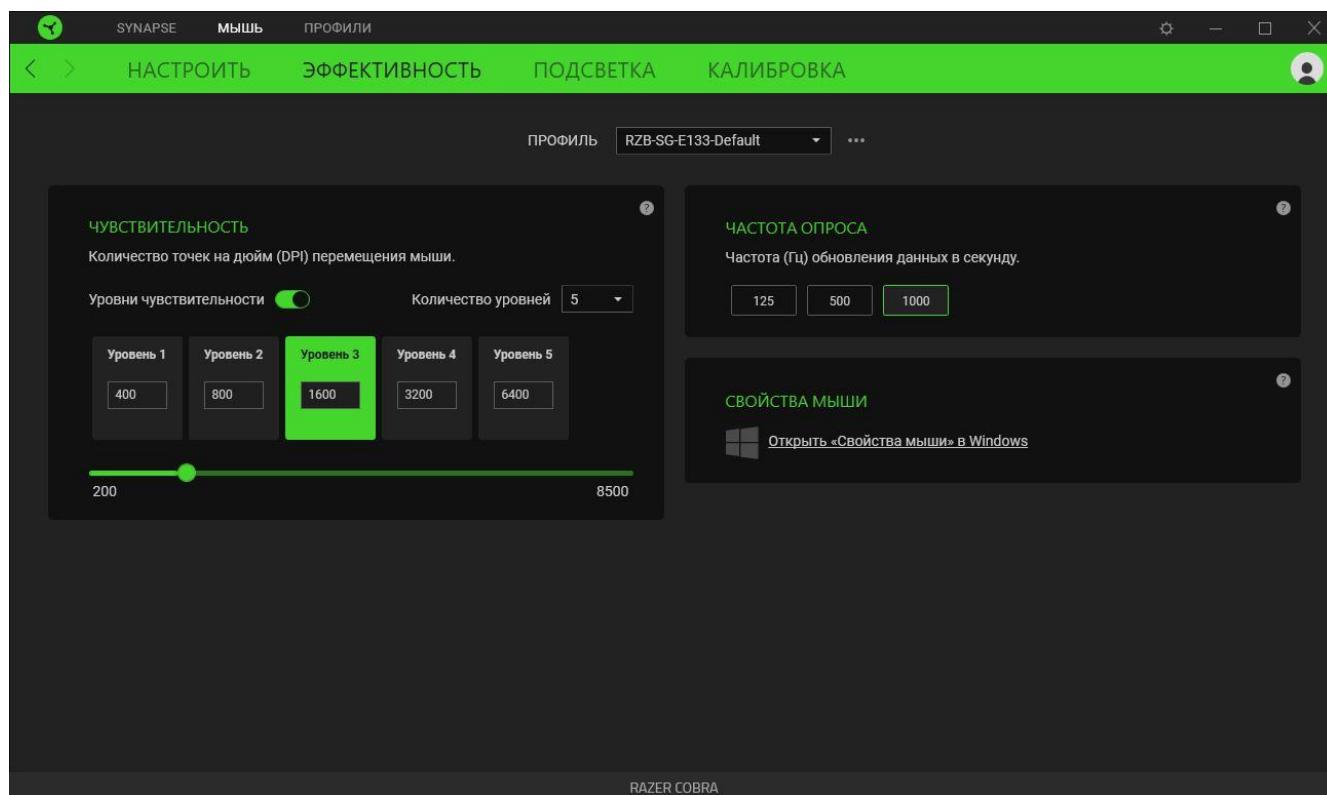 SYNAPSE МЫШЬ ПРОФИЛИ
НАСТРОИТЬ ЭФФЕКТИВНОСТЬ ПОДСВЕТКА КАЛИБРОВКА
ПРОФИЛЬ RZB-SG-E133-Default
ЧУВСТВИТЕЛЬНОСТЬ
Количество точек на дюйм (DPI) перемещения мыши.
Уровни чувствительности Количество уровней 5
Уровень 1 Уровень 2 Уровень 3 Уровень 4 Уровень 5
400 800 1600 3200 6400
200 8500
ЧАСТОТА ОПРОСА
Частота (Гц) обновления данных в секунду.
125 500 1000
СВОЙСТВА МЫШИ
Открыть «Свойства мыши» в Windows
RAZER COBRA